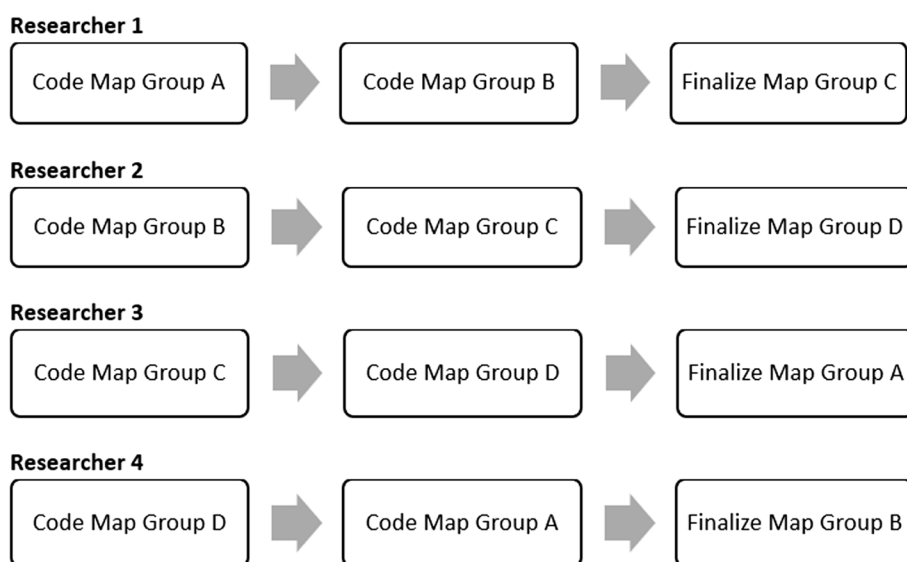 Researcher 1
Code Map Group A
Code Map Group B
Finalize Map Group C
Researcher 2
Code Map Group B
Code Map Group C
Finalize Map Group D
Researcher 3
Code Map Group C
Code Map Group D
Finalize Map Group A
Researcher 4
Code Map Group D
Code Map Group A
Finalize Map Group B